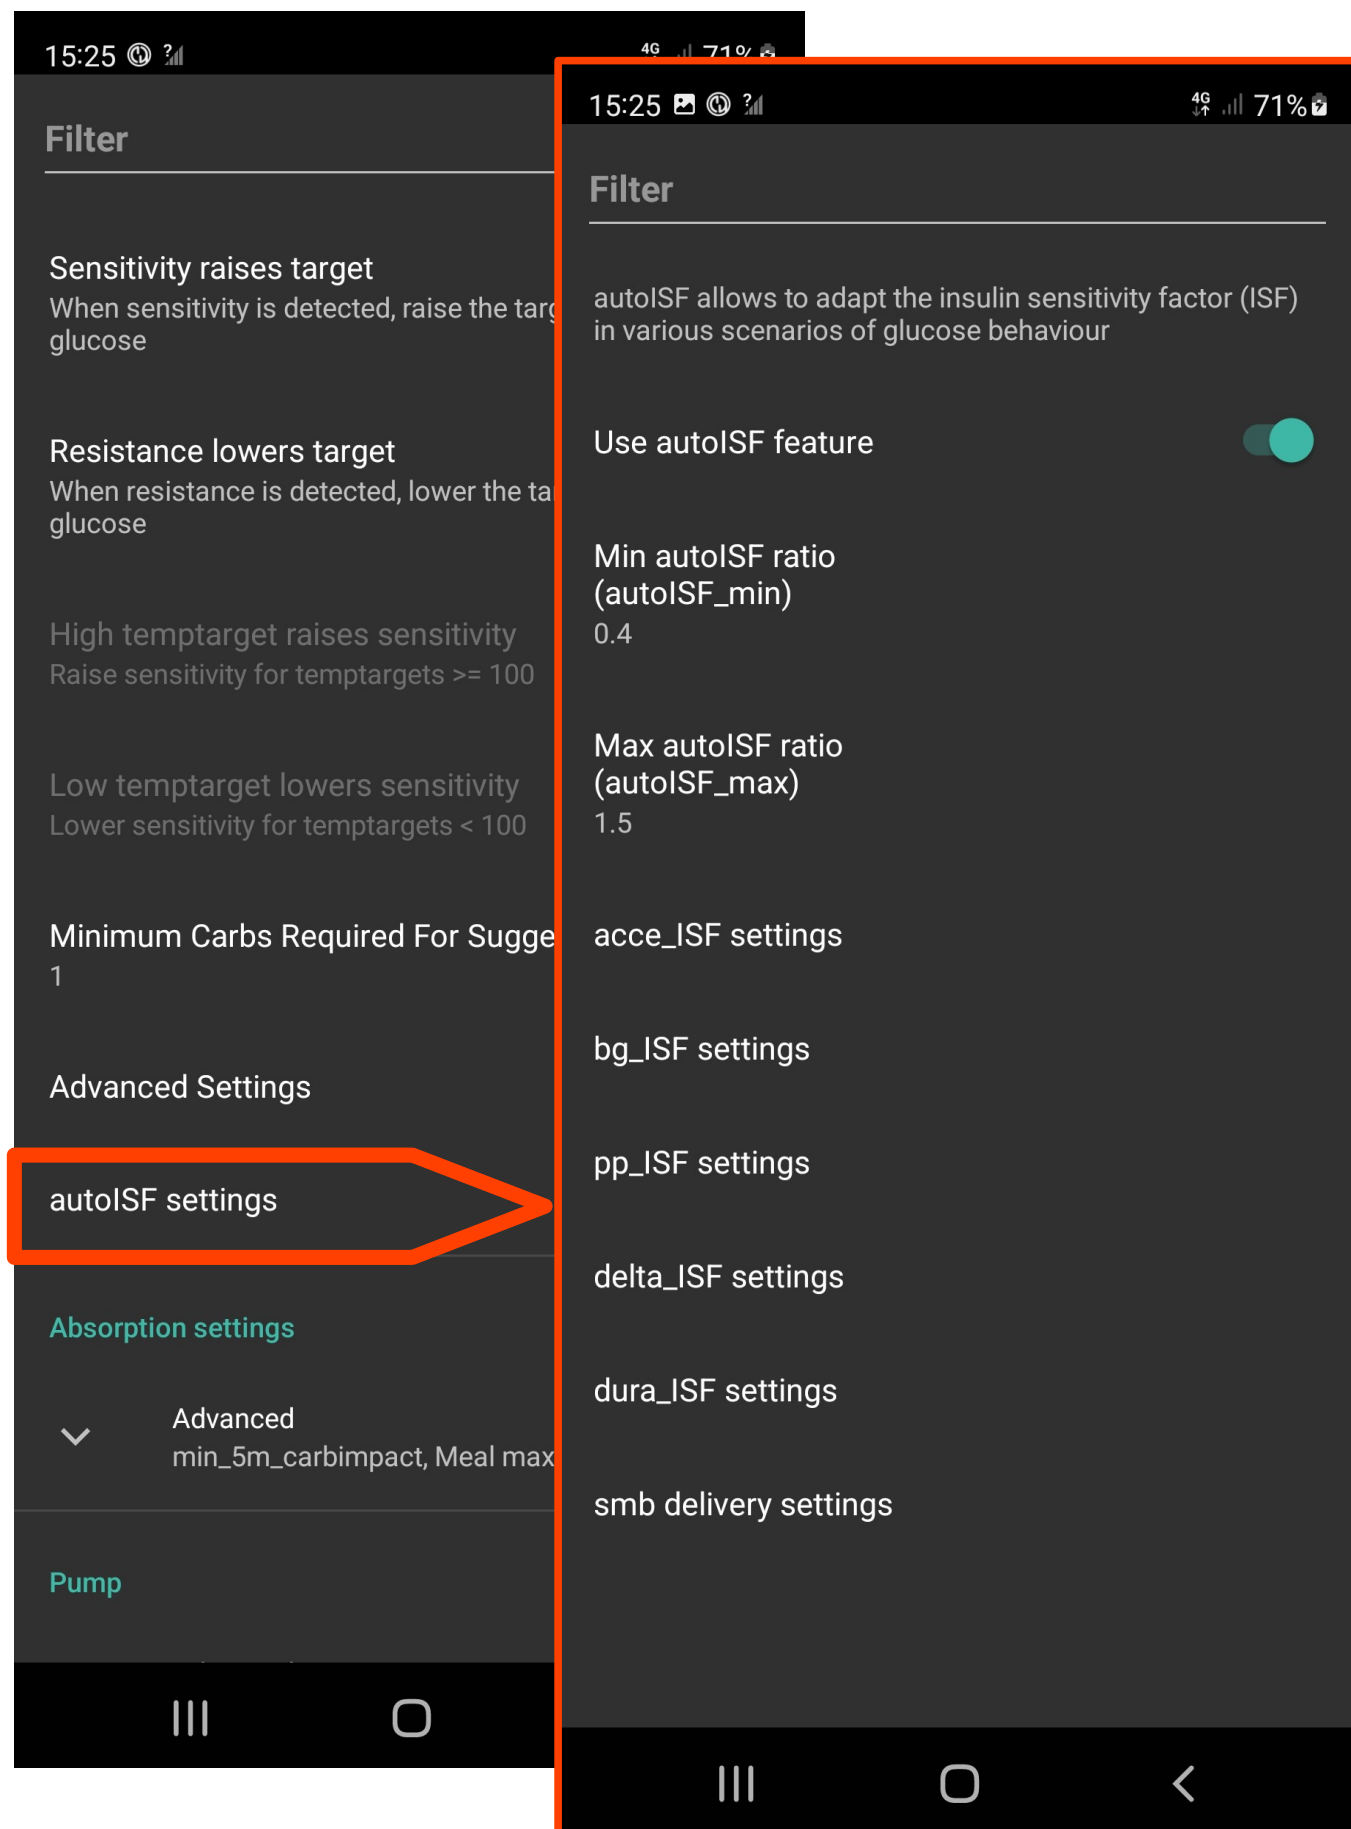 15:25
4G 71%
Filter
Sensitivity raises target
When sensitivity is detected, raise the
glucose
Resistance lowers target
When resistance is detected, lower the
glucose
High temptarget raises sensitivity
Raise sensitivity for temptargets >= 100
Low temptarget lowers sensitivity
Lower sensitivity for temptargets < 100
Minimum Carbs Required For
1
Advanced Settings
autoISF settings
Absorption settings
Advanced
min_5m_carbimpact, Meal max
Pump
15:25 ?
4G 71%
Filter
autoISF allows to adapt the insulin sensitivity factor (ISF)
in various scenarios of glucose behaviour
Use autoISF feature
Min autoISF ratio
(autoISF_min)
0.4
Max autoISF ratio
(autoISF_max)
1.5
acce_ISF settings
bg_ISF settings
pp_ISF settings
delta_ISF settings
dura_ISF settings
smb delivery settings